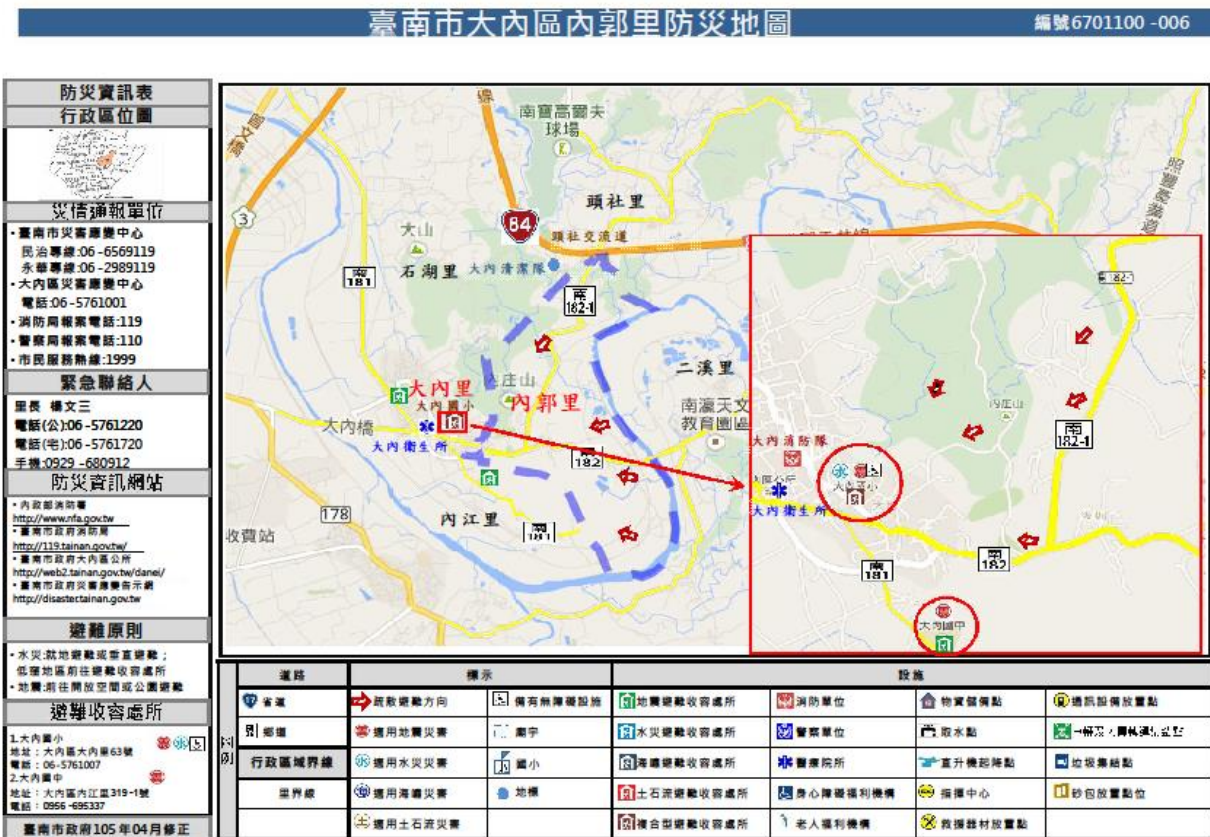 臺南市大內區內郭里防災地圖
編號6701100 -006
防災資訊表
行政區位圖
災情通報單位
•臺南市災害應變中心
民治專線:06 -6569119
永華專線:06 -2989119
•大內區災害應變中心
電話:06 -5761001
•消防局報案電話:119
•警察局報案電話:110
•市民服務熱線:1999
緊急聯絡人
里長 楊文三
電話(公):06 -5761220
電話(宅):06 -5761720
手機:0929 -680912
防災資訊網站
•內政部消防署
http://www.nfa.gov.tw
•臺南市政府消防局
http://119.tainan.gov.tw/
•臺南市政府大內區公所
http://web2.tainan.gov.tw/danei/
•臺南市政府災害應變告示網
http://disastectainan.gov.tw
避難原則
•水災:就地避難或垂直避難；
低窪地區前往避難收容處所
•地震:前往開放空間或公園避難
避難收容處所
1.大內國小
地址：大內區大內里63號
電話：06-5761007
2.大內國中
地址：大內區內江里319-1號
電話：0956 -695337
臺南市政府105 年04月修正
線
南寶高爾夫
球場
3
84
頭社里
頭社交流道
大山
石湖里
大內清潔隊
南
181
南
182-1
二溪里
內庄山
大內里
大內國小
內郭里
大內橋
大內衛生所
南瀛天文
教育園區
南
182
178
內江里
南
181
收費站
182-1
內庄山
南
182-1
大內消防隊
大內國小
大內衛生所
南
182
南
181
大內國中
圖例
道路
標示
設施
省道
疏散避難方向
備有無障礙設施
地震避難收容處所
消防單位
物資儲備點
通訊設備放置點
鄉道
適用地震災害
廟宇
水災避難收容處所
警察單位
取水點
行政區域界線
適用水災災害
國小
海嘯避難收容處所
醫療院所
直升機起降點
垃圾集結點
里界線
適用海嘯災害
地標
土石流避難收容處所
身心障礙福利機構
指揮中心
砂包放置點位
適用土石流災害
複合型避難收容處所
老人福利機構
救援器材放置點